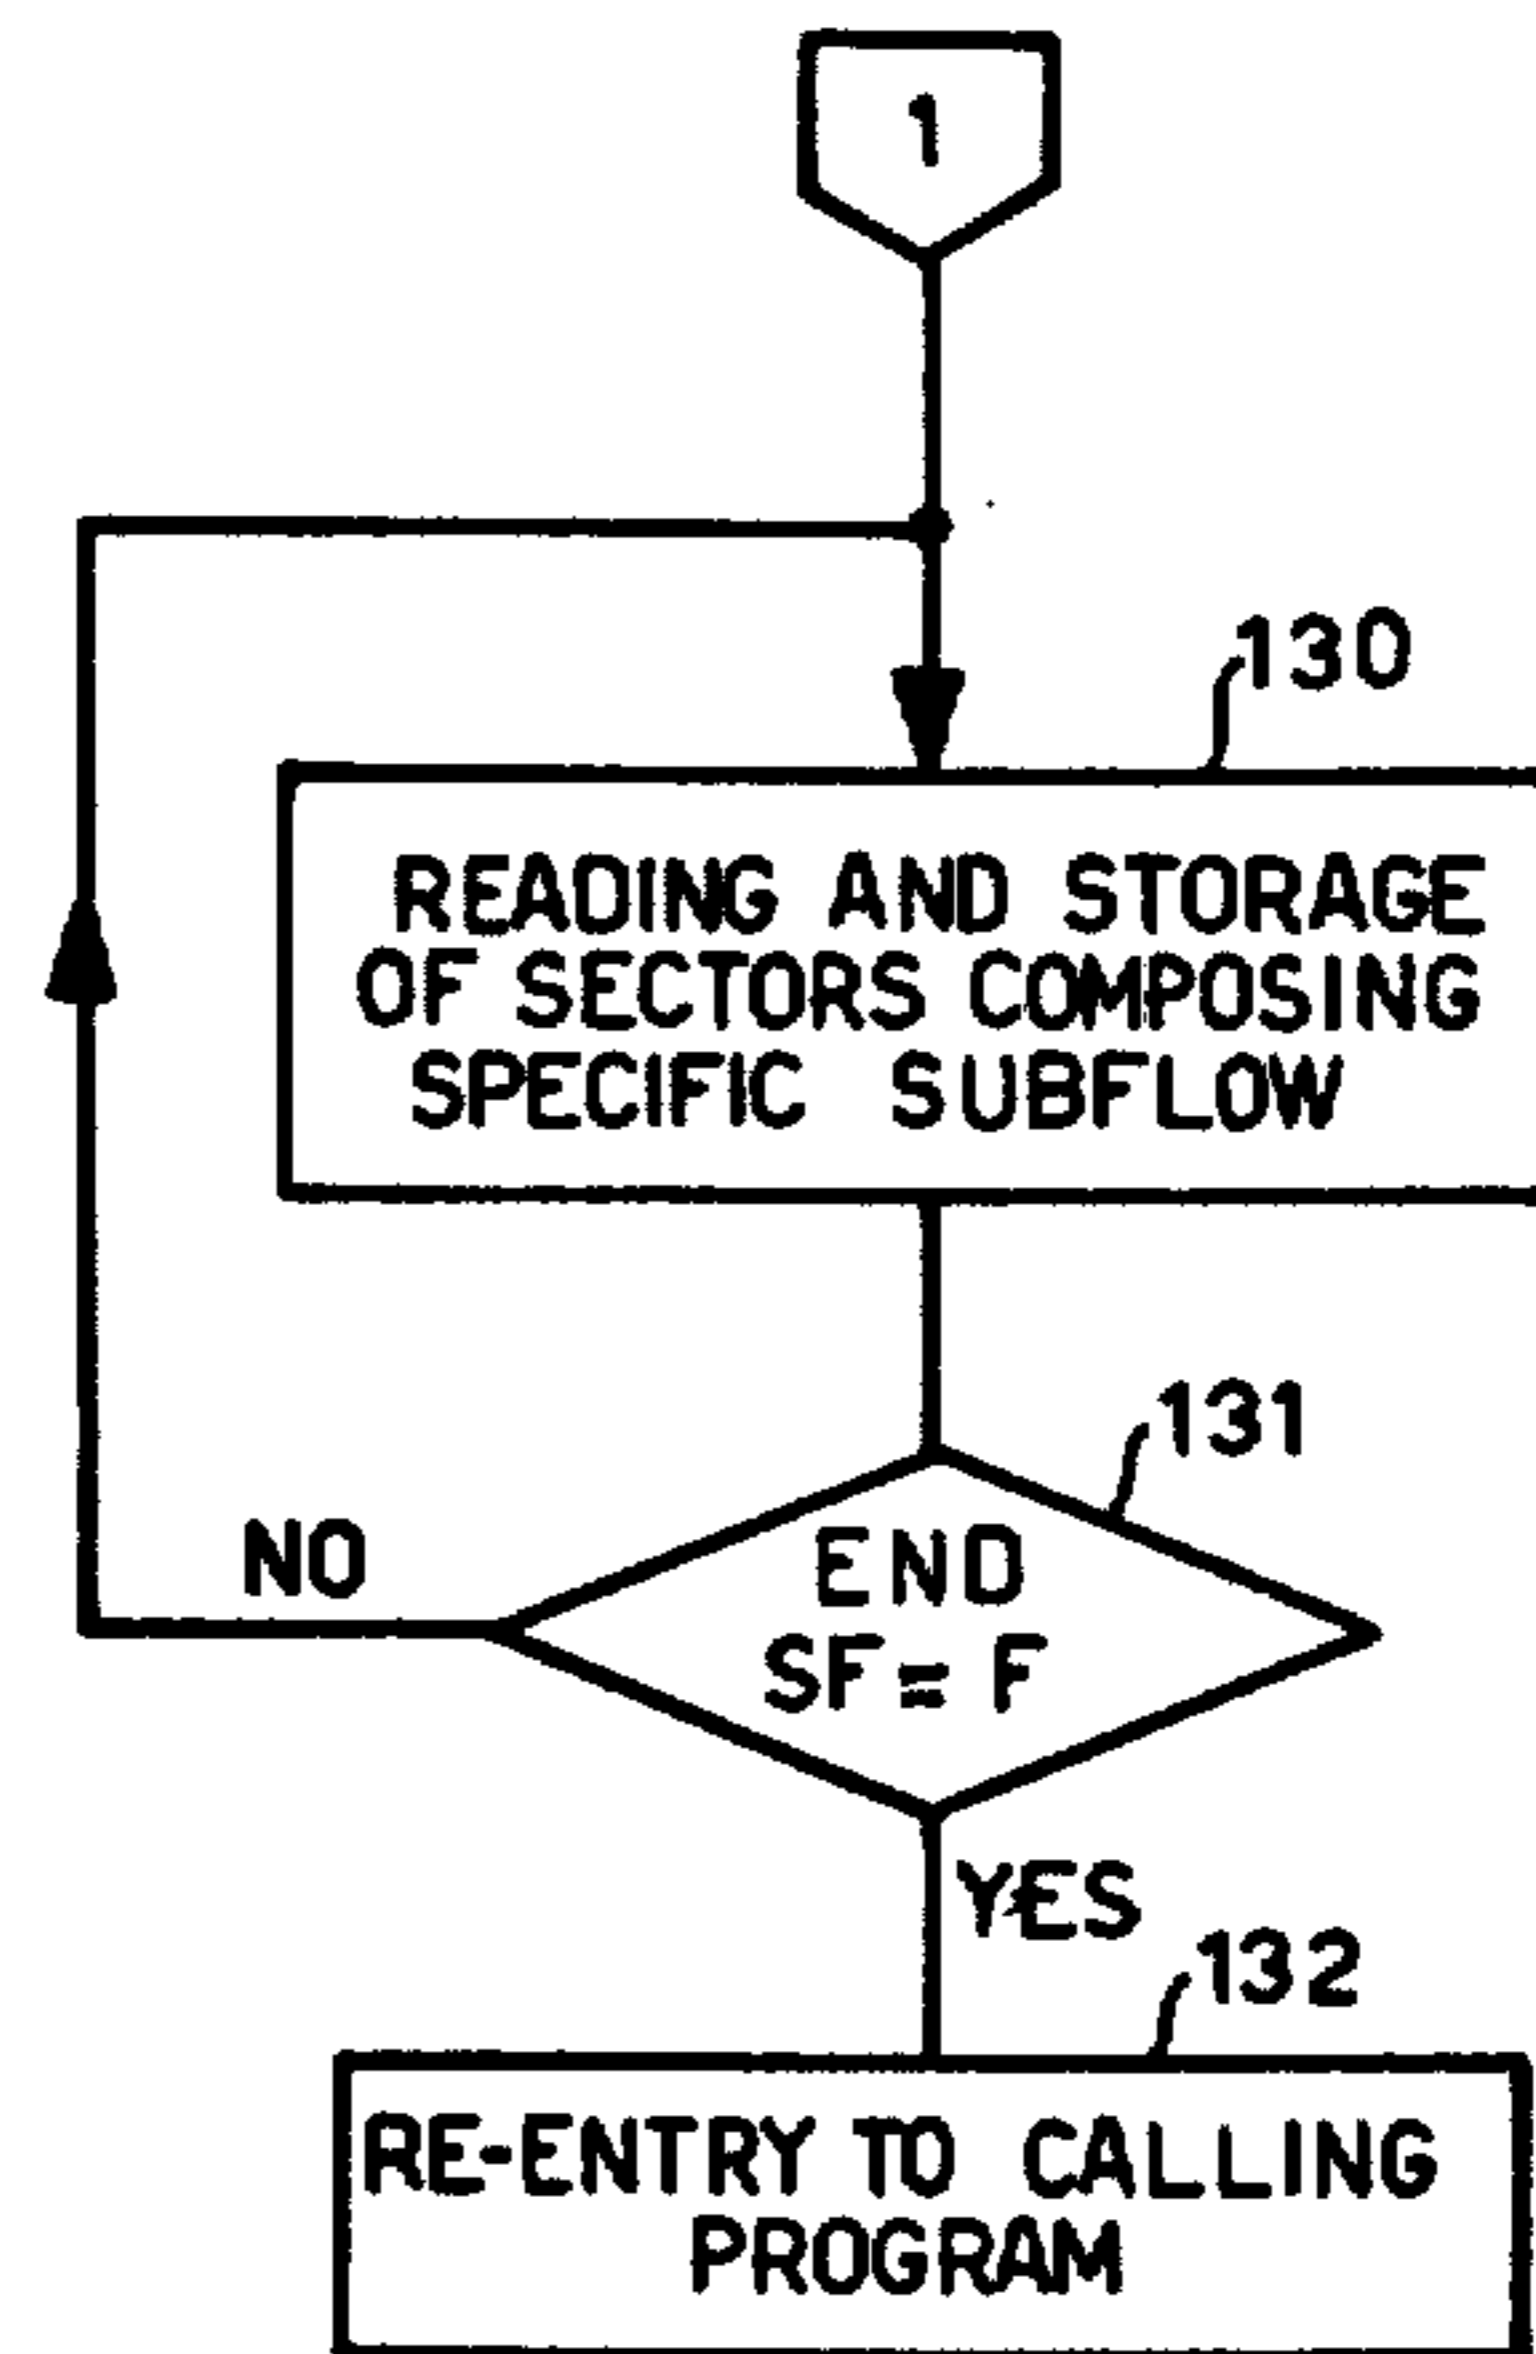 1
130
READING AND STORAGE
OF SECTORS COMPOSING
SPECIFIC SUBFLOW
131
NO
END
SF= F
YES
132
RE-ENTRY TO CALLING
PROGRAM